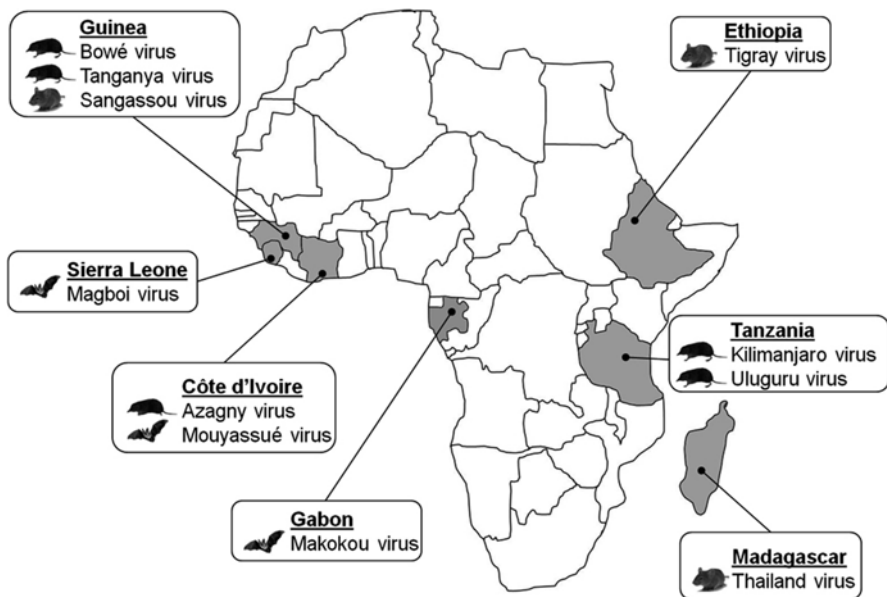 Guinea
Bowé virus
Tanganya virus
Sangassou virus
Ethiopia
Tigray virus
Sierra Leone
Magboi virus
Tanzania
Kilimanjaro virus
Uluguru virus
Côte d'Ivoire
Azagny virus
Mouyassué virus
Gabon
Makokou virus
Madagascar
Thailand virus